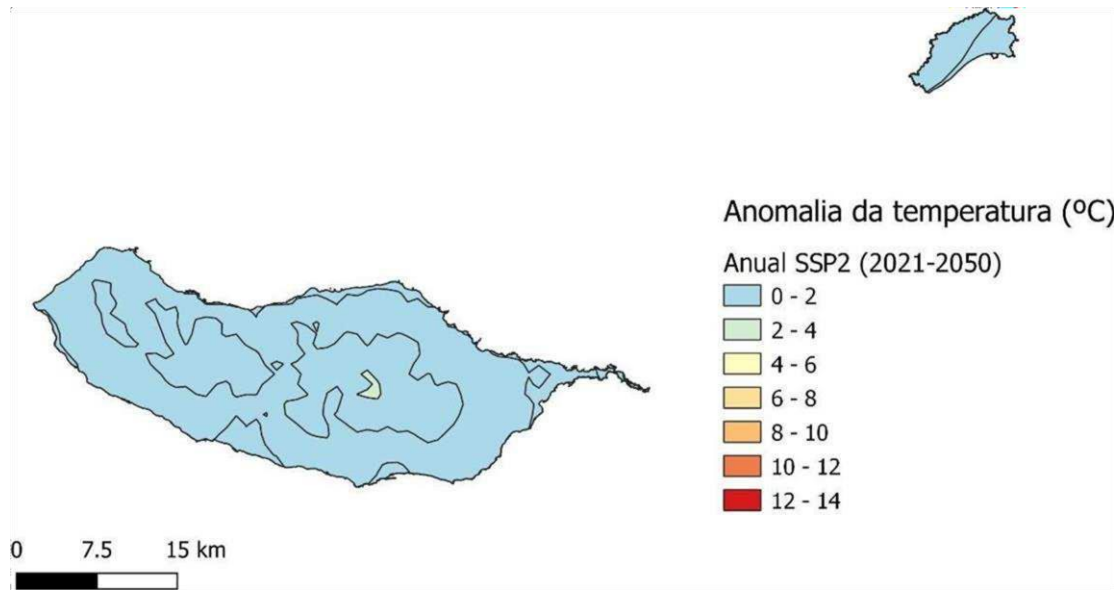 Anomalia da temperatura (ºC)
Anual SSP2 (2021-2050)
0 - 2
2 - 4
4 - 6
6 - 8
8 - 10
10 - 12
12 - 14
0 7.5 15 km